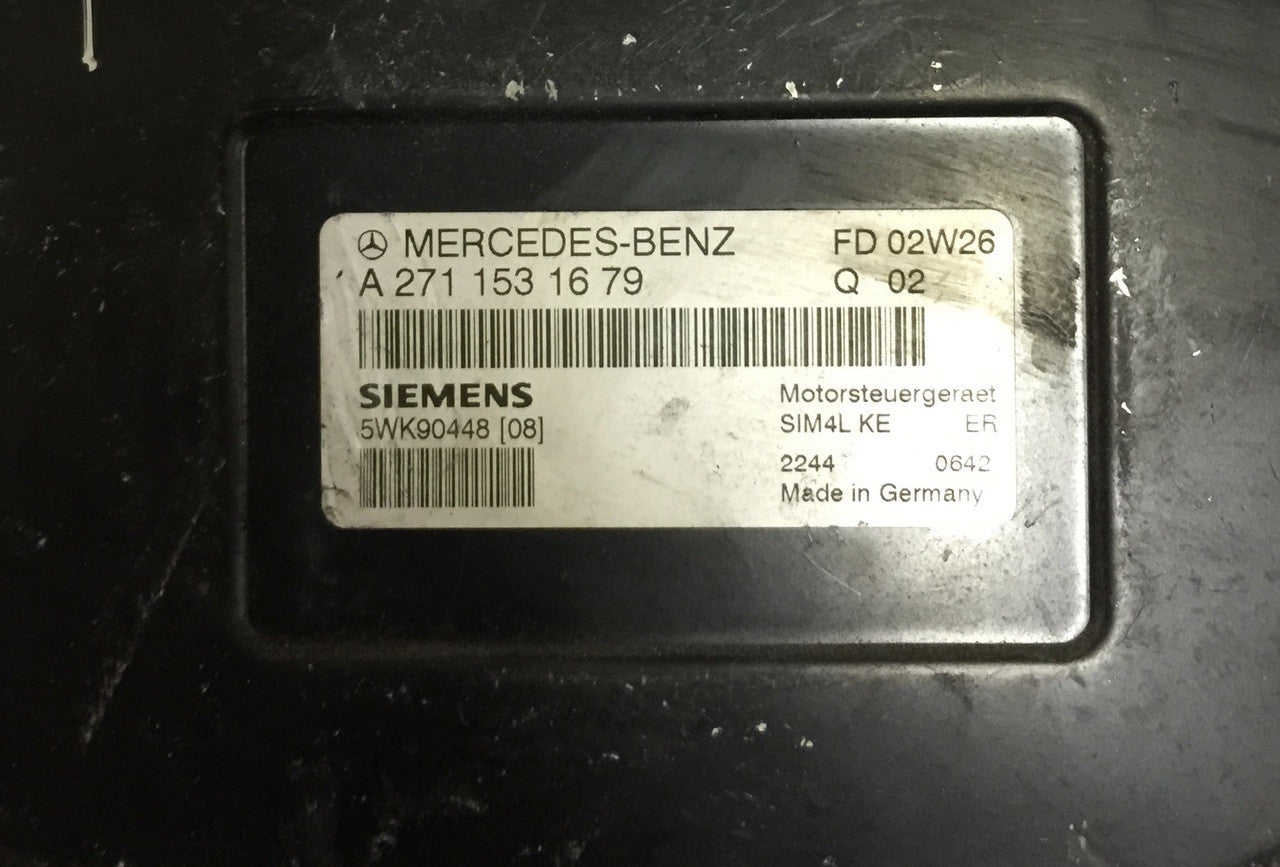 MERCEDES-BENZ FD 02W26
A 271 153 16 79 Q 02
SIEMENS Motorsteuergeraet
5WK90448 [08] SIM4L KE ER
2244 0642
Made in Germany